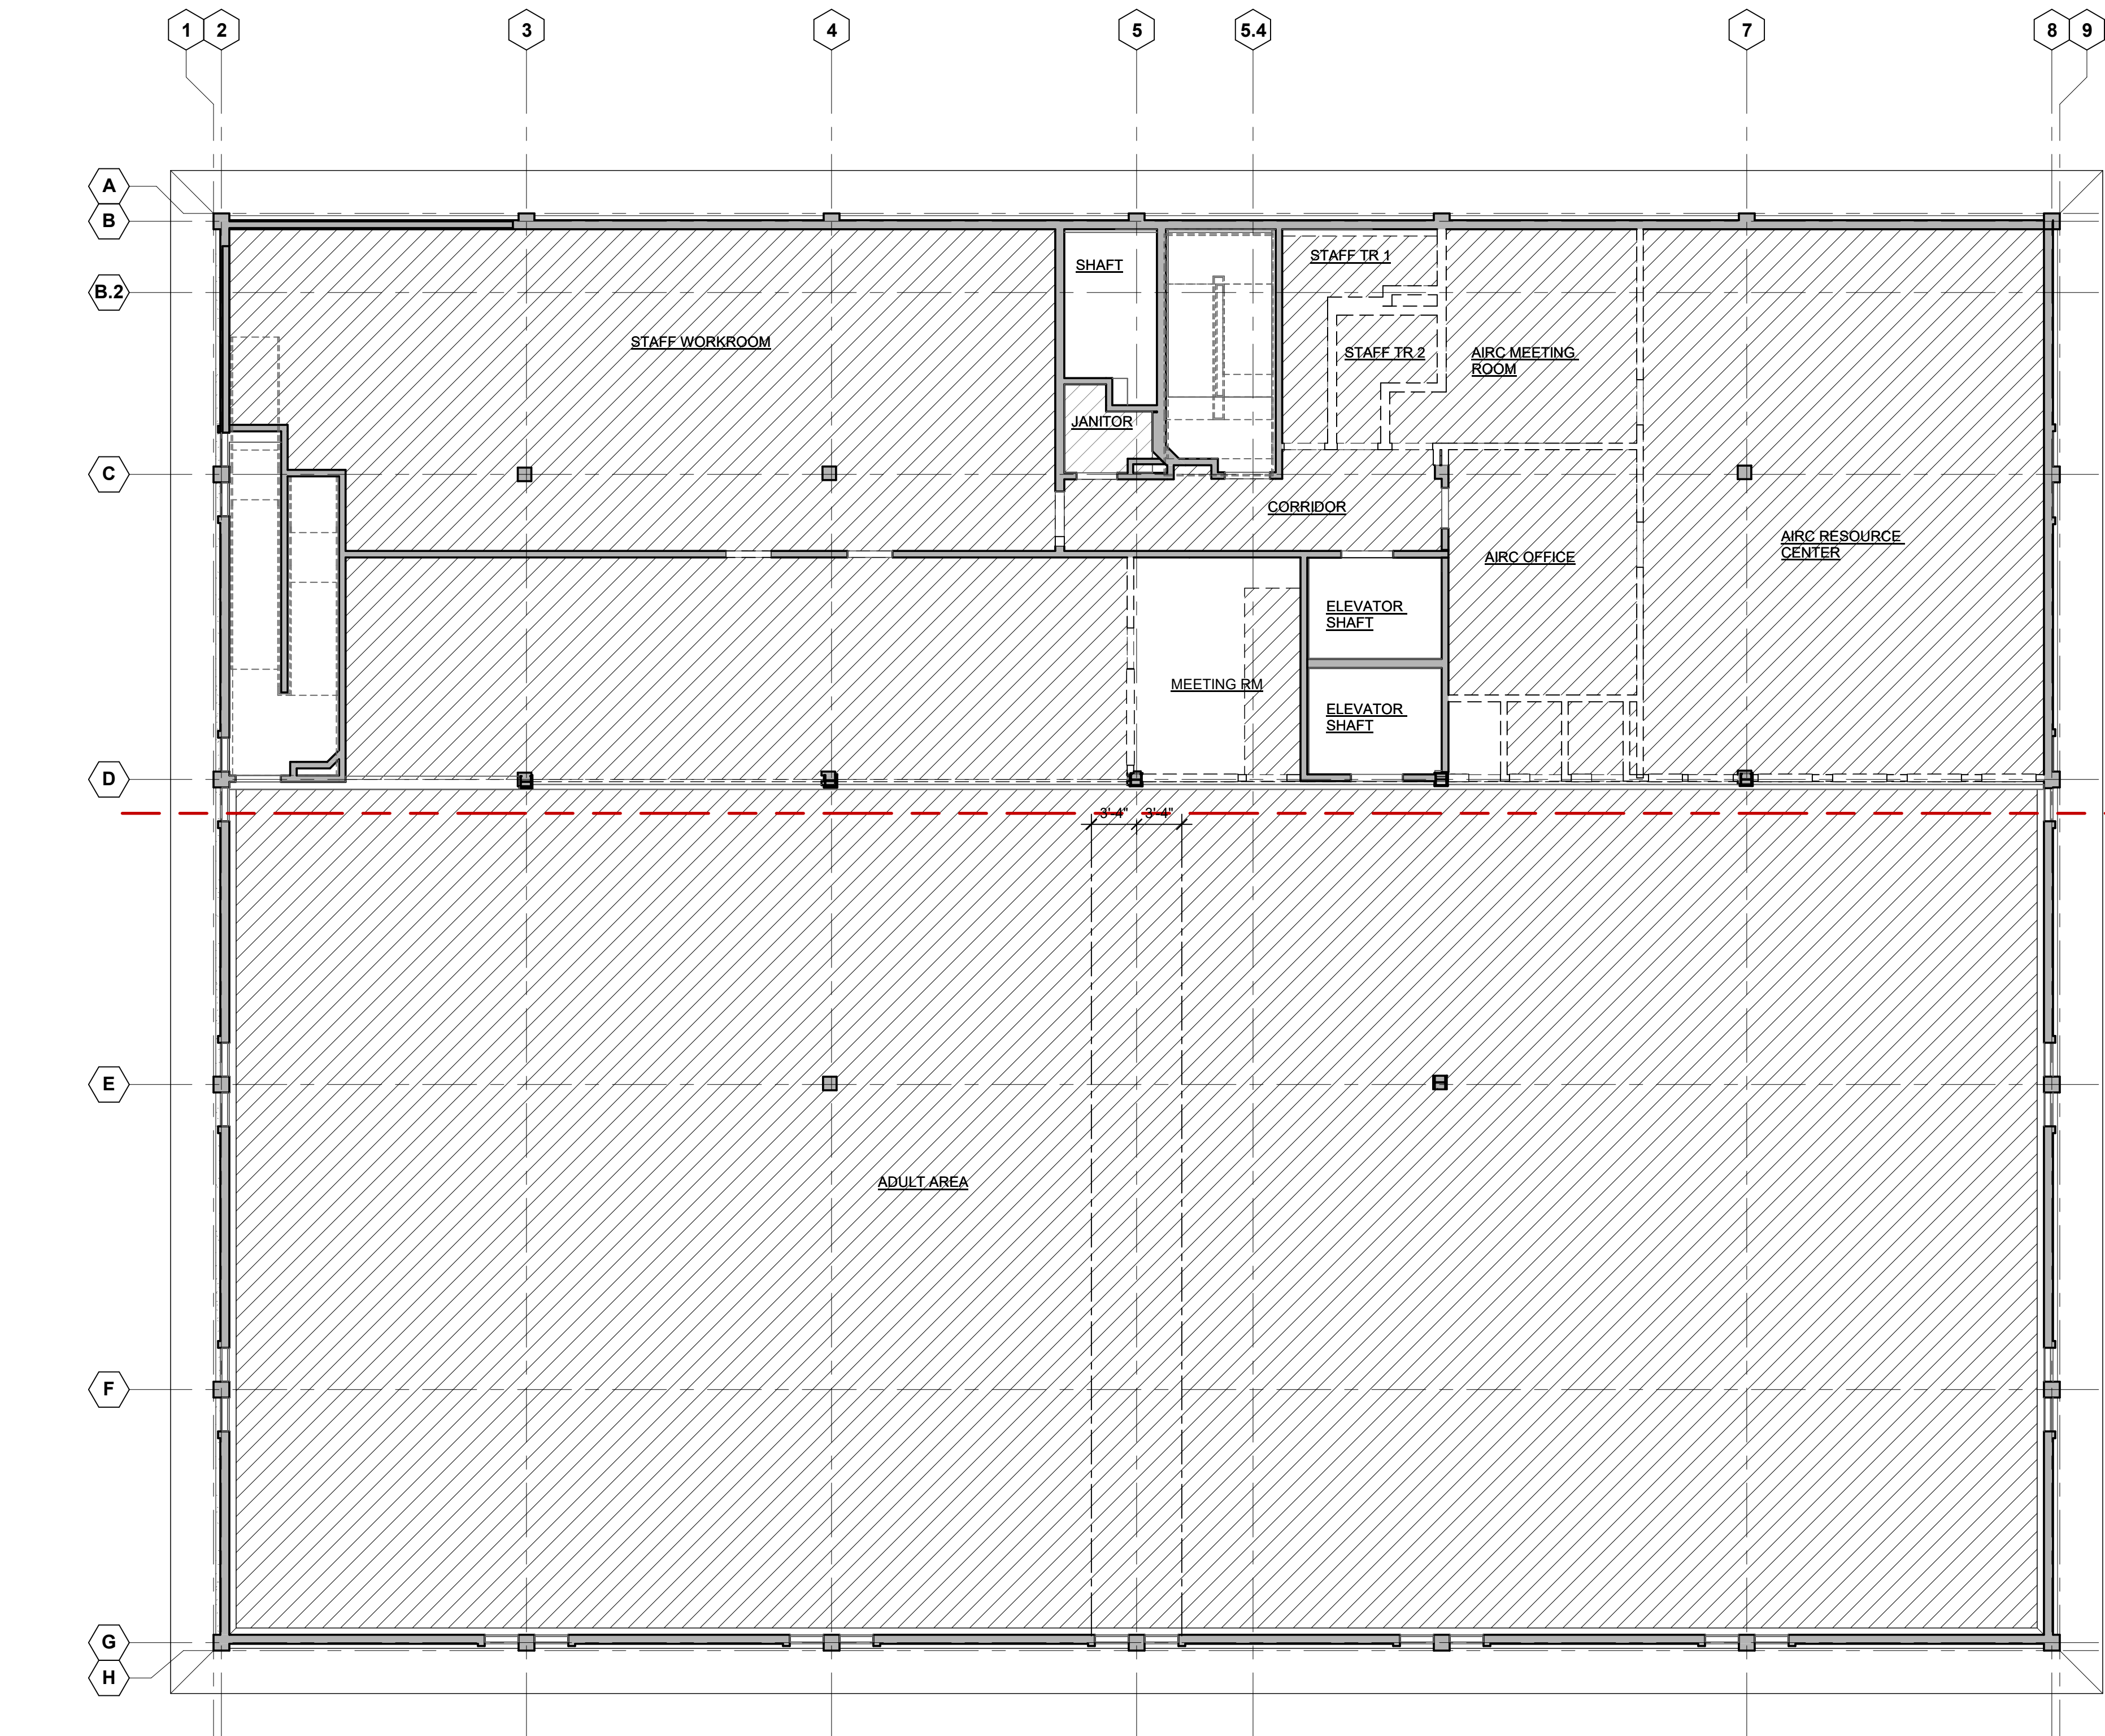 1 2 3 4 5 5.4 7 8 9
A
B
SHAFT
STAFF TR 1
B.2
STAFF WORKROOM
STAFF TR 2
AIRC MEETING
ROOM
JANITOR
C
CORRIDOR
AIRC RESOURCE
CENTER
AIRC OFFICE
ELEVATOR
SHAFT
MEETING RM
ELEVATOR
SHAFT
D
3'-4" 3'-4"
E
ADULT AREA
F
G
H